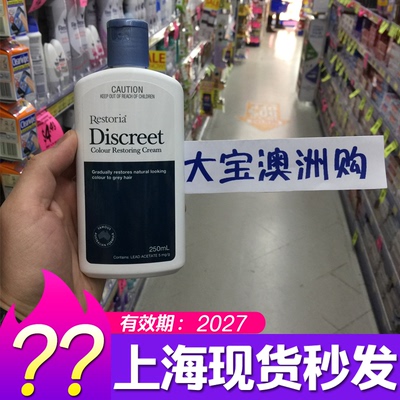 CAUTION
KEEP OUT OF REACH OF CHILDREN
Restoria
Discreet
Colour Restoring Cream
Gradually restores natural looking
colour to grey hair
250mL
大宝澳洲购
有效期：2027
??
上海现货秒发